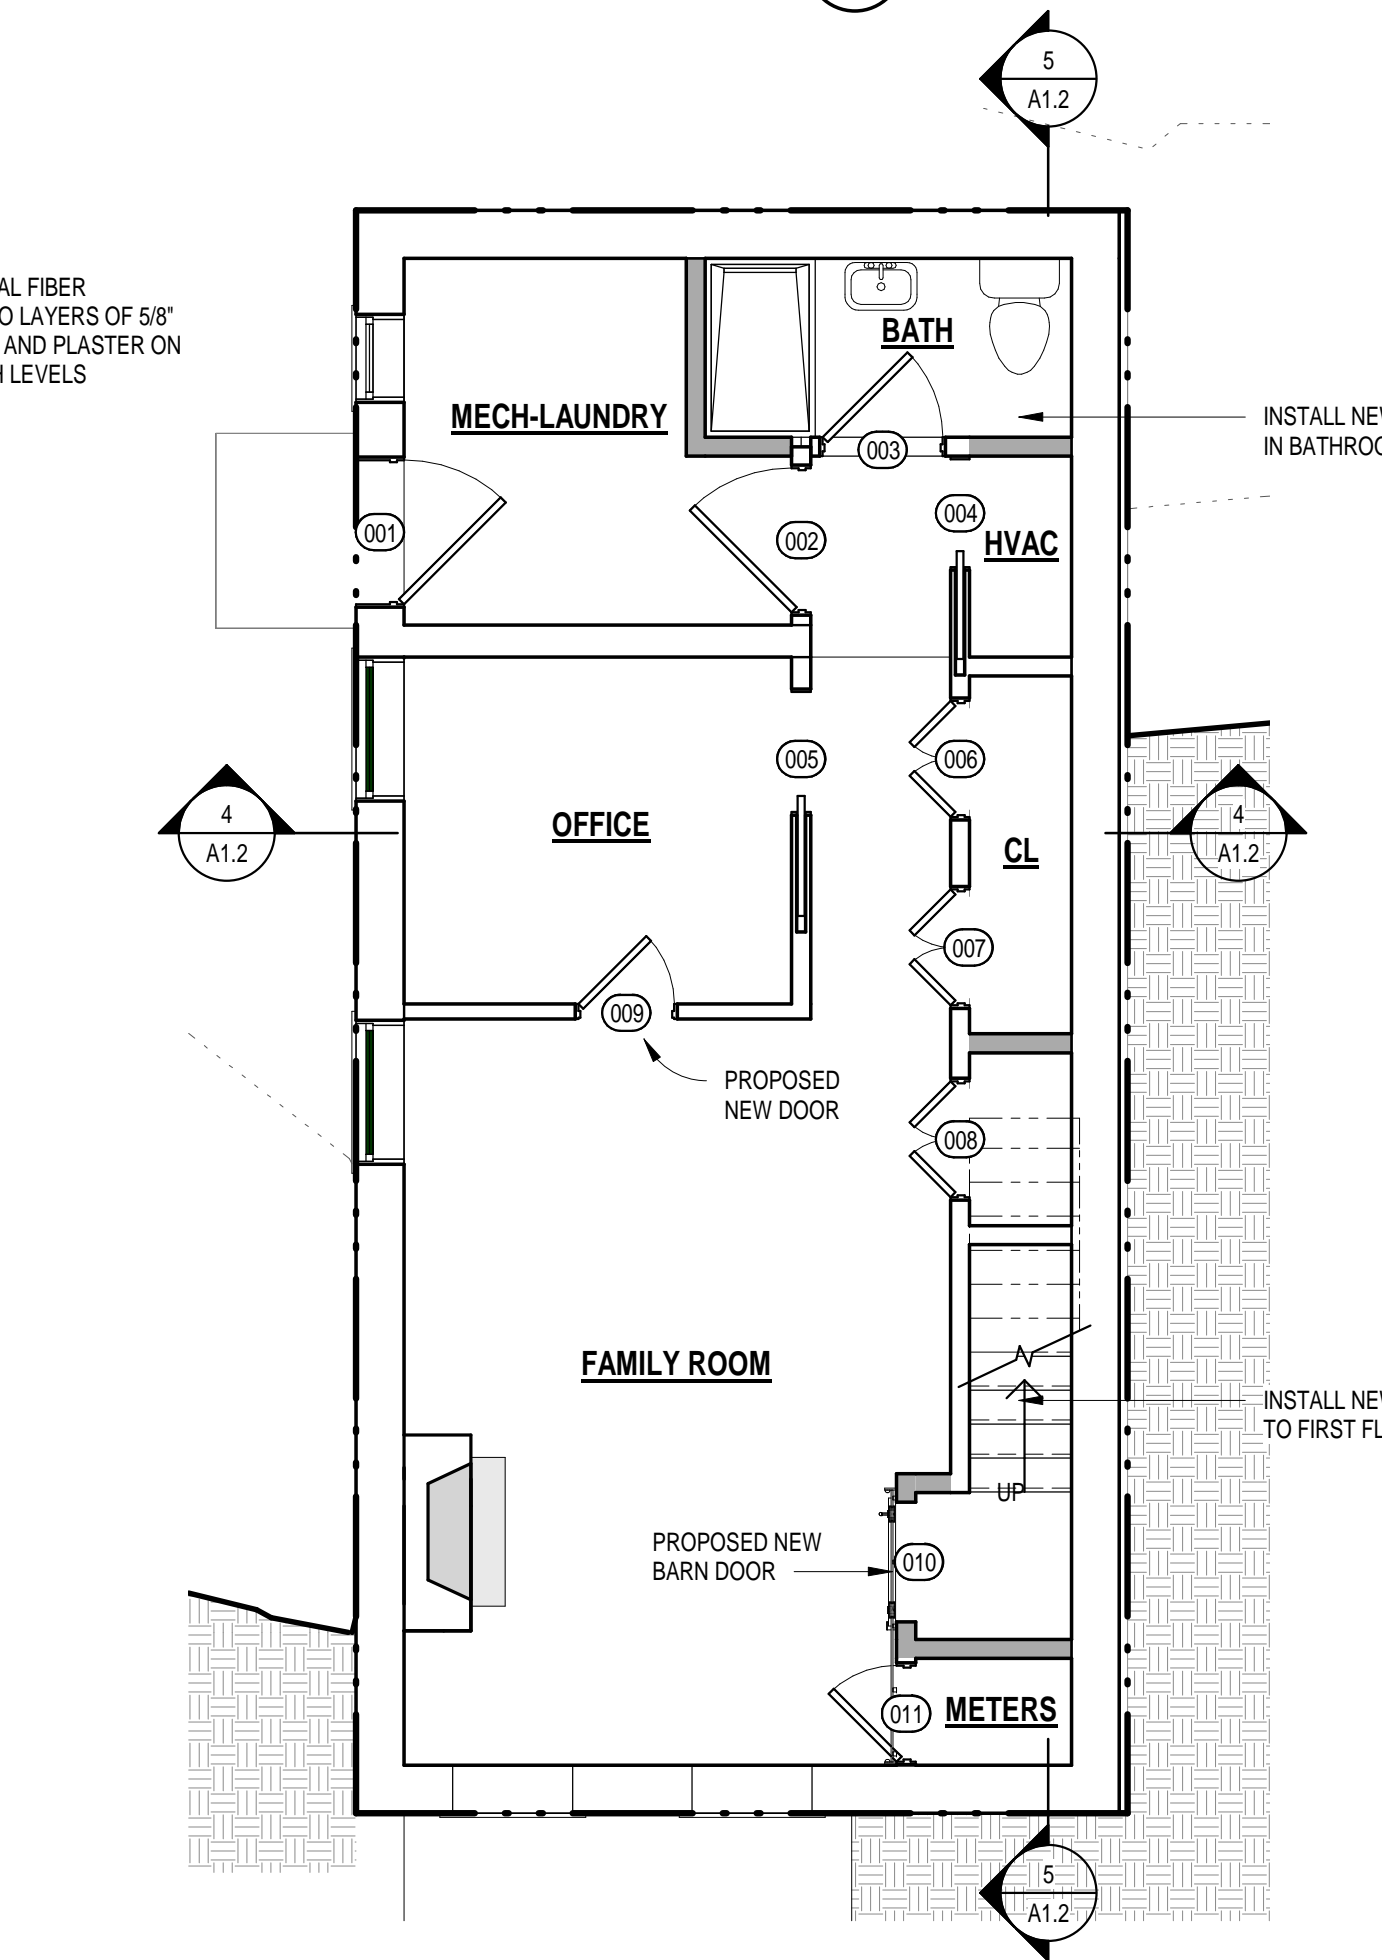 5
A1.2
AL FIBER
O LAYERS OF 5/8"
AND PLASTER ON
H LEVELS
BATH
MECH-LAUNDRY
INSTALL NEW
IN BATHROO
003
001
002
004
HVAC
005
006
OFFICE
CL
4
A1.2
4
A1.2
007
009
PROPOSED
NEW DOOR
008
FAMILY ROOM
INSTALL NEW
TO FIRST FL
UP
PROPOSED NEW
BARN DOOR
010
011
METERS
5
A1.2